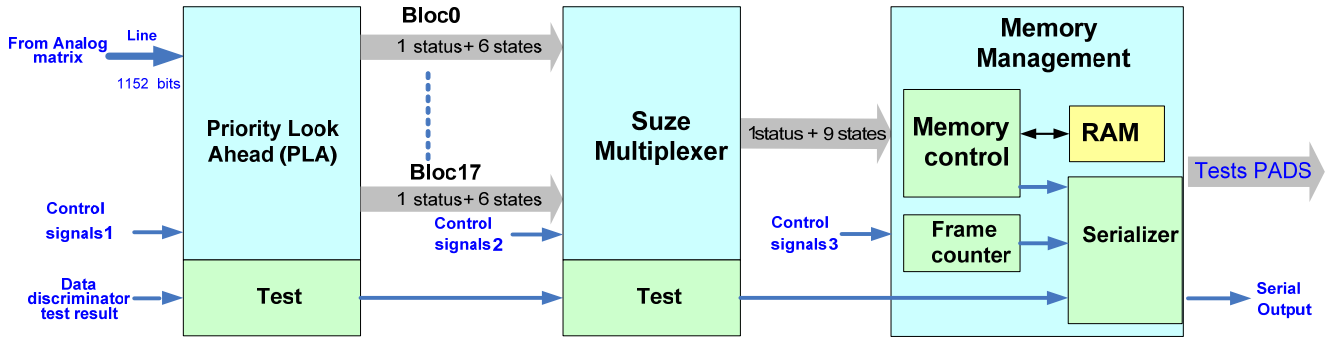 From Analog
matrix
Line
1152 bits
Control
signals1
Data
discriminator
test result
Priority Look
Ahead (PLA)
Test
Bloc0
1 status+ 6 states
Bloc17
1 status+ 6 states
Control
signals2
Suze
Multiplexer
Test
1status + 9 states
Control
signals3
Memory
Management
Memory
control
RAM
Frame
counter
Serializer
Tests PADS
Serial
Output